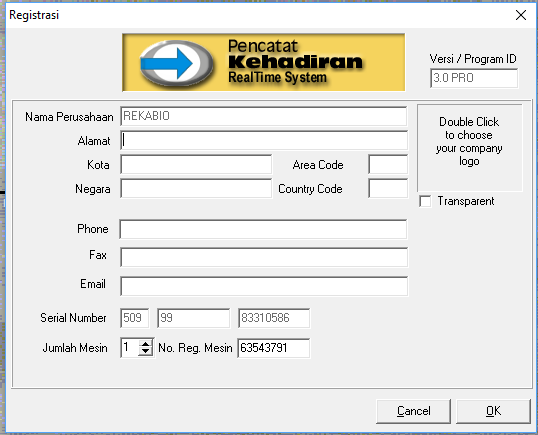 Registrasi
Pencatat
Kehadiran
RealTime System
Versi / Program ID
3.0 PRO
Nama Perusahaan REKABIO
Alamat
Kota Area Code
Negara Country Code
Double Click
to choose
your company
logo
Transparent
Phone
Fax
Email
Serial Number 509 99 83310586
Jumlah Mesin 1 No. Reg. Mesin 63543791
Cancel OK